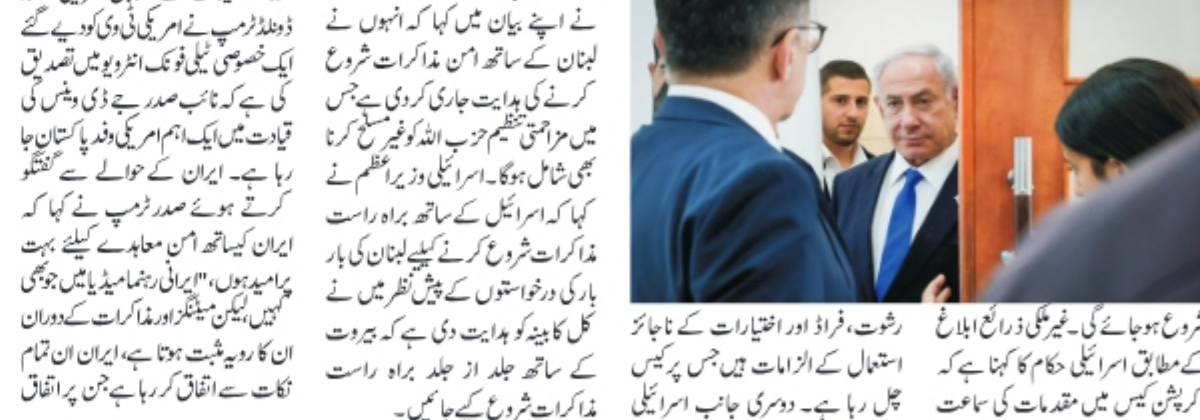 شروع ہوجائے گی۔ غیر ملکی ذرائع ابلاغ
کے مطابق اسرائیلی حکام کا کہنا ہے کہ
کرپشن کیس میں مقدمات کی سماعت
رشوت، فراڈ اور اختیارات کے ناجائز
استعمال کے الزامات ہیں جس پر کیس
چل رہا ہے۔ دوسری جانب اسرائیلی
نے اپنے بیان میں کہا کہ انہوں نے
لبنان کے ساتھ امن مذاکرات شروع
کرنے کی ہدایت جاری کردی ہے جس
میں مزاحمتی تنظیم حزب اللہ کو غیر مسلح کرنا
بھی شامل ہوگا۔ اسرائیلی وزیراعظم نے
کہا کہ اسرائیل کے ساتھ براہ راست
مذاکرات شروع کرنے کیلیے لبنان کی بار
بار کی درخواستوں کے پیش نظر میں نے
کل کابینہ کو ہدایت دی ہے کہ بیروت
کے ساتھ جلد از جلد براہ راست
مذاکرات شروع کیے جائیں۔
ڈونلڈ ٹرمپ نے امریکی ٹی وی کو دیے گئے
ایک خصوصی ٹیلی فونک انٹرویو میں تصدیق
کی ہے کہ نائب صدر جے ڈی وینس کی
قیادت میں ایک اہم امریکی وفد پاکستان جا
رہا ہے۔ ایران کے حوالے سے گفتگو
کرتے ہوئے صدر ٹرمپ نے کہا کہ
ایران کیساتھ امن معاہدے کیلئے بہت
پرامید ہوں، "ایرانی رہنما میڈیا میں جو بھی
کہیں، لیکن میٹنگز اور مذاکرات کے دوران
ان کا رویہ مثبت ہوتا ہے، ایران ان تمام
نکات سے اتفاق کر رہا ہے جن پر اتفاق